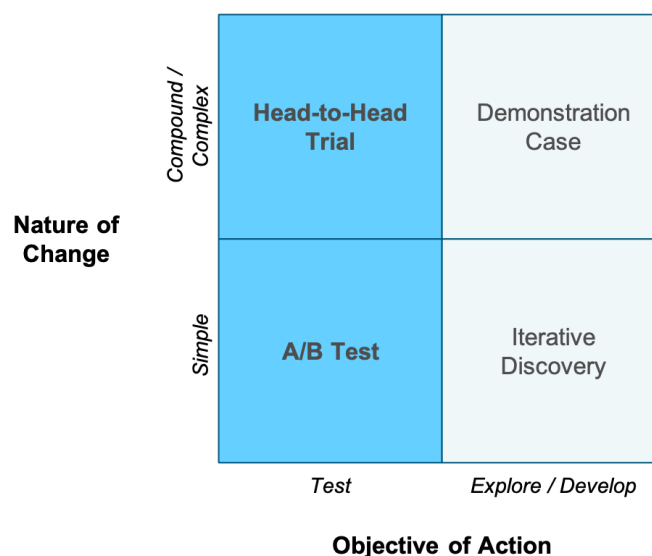 Compound /
Complex
Head-to-Head
Trial
Demonstration
Case
Nature of
Change
Simple
A/B Test
Iterative
Discovery
Test
Explore / Develop
Objective of Action